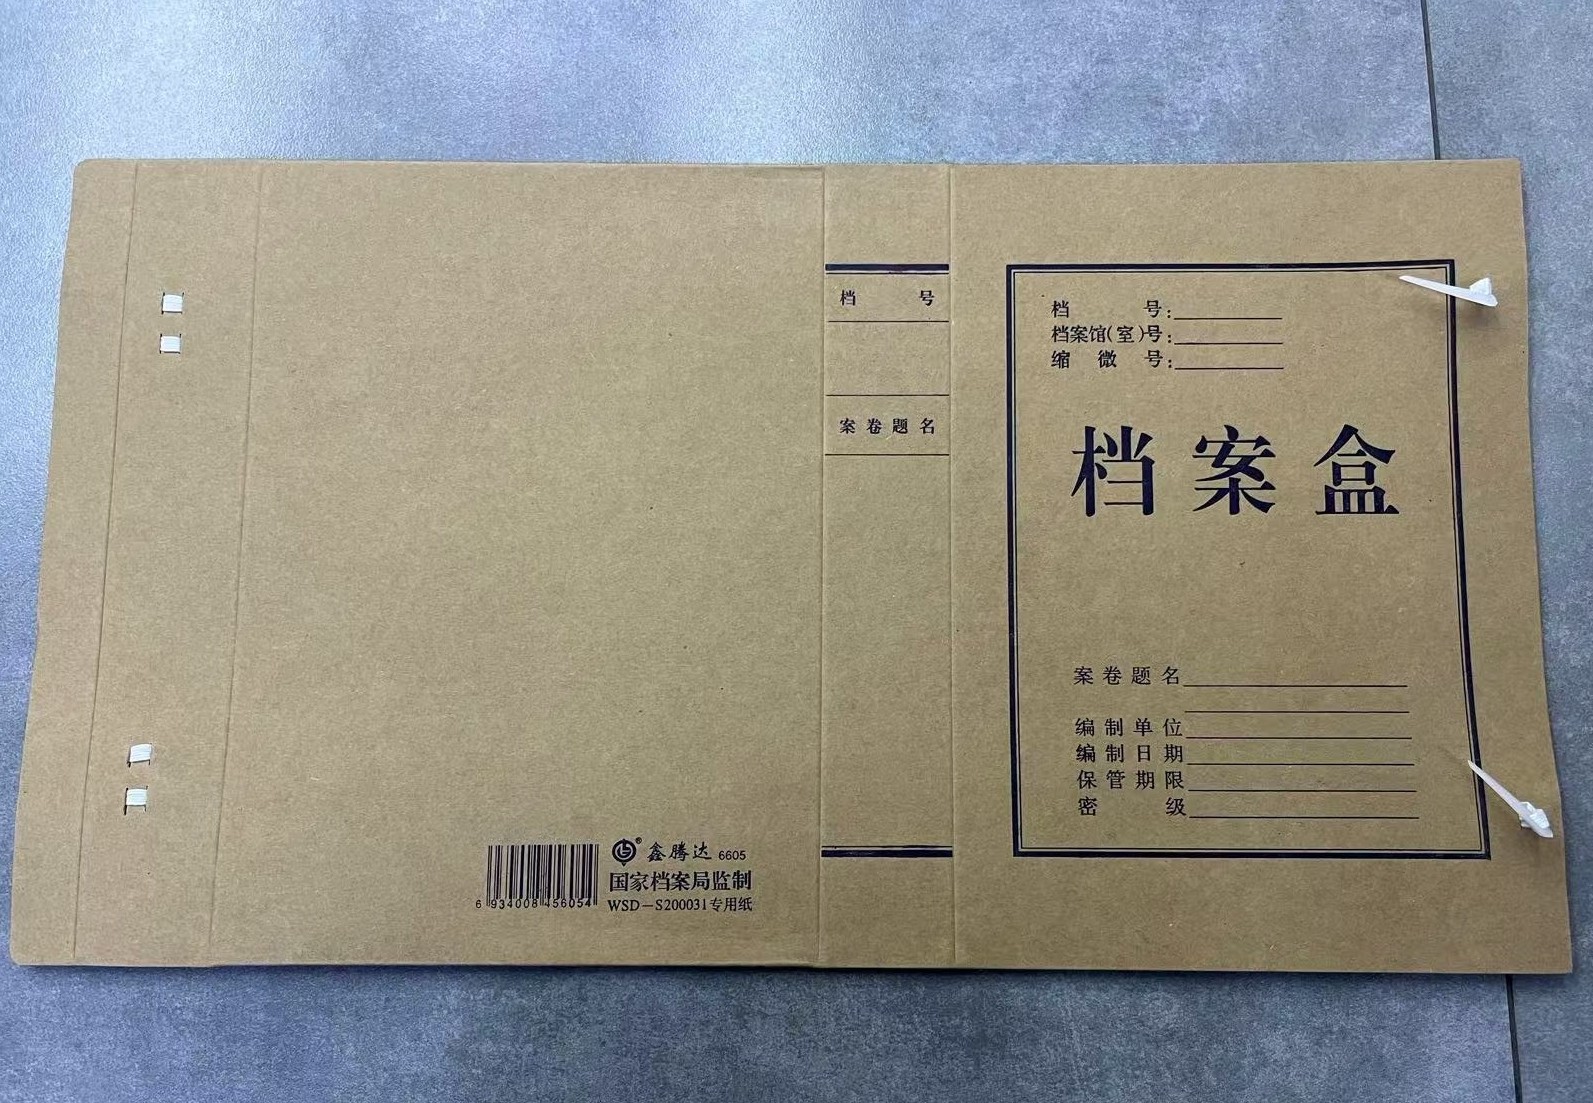 档 号
案卷题名
档 号:
档案馆(室)号:
缩 微 号:
档案盒
案卷题名
编制单位
编制日期
保管期限
密 级
® 鑫腾达 6605
国家档案局监制
WSD-S200031专用纸
6 934008 456054